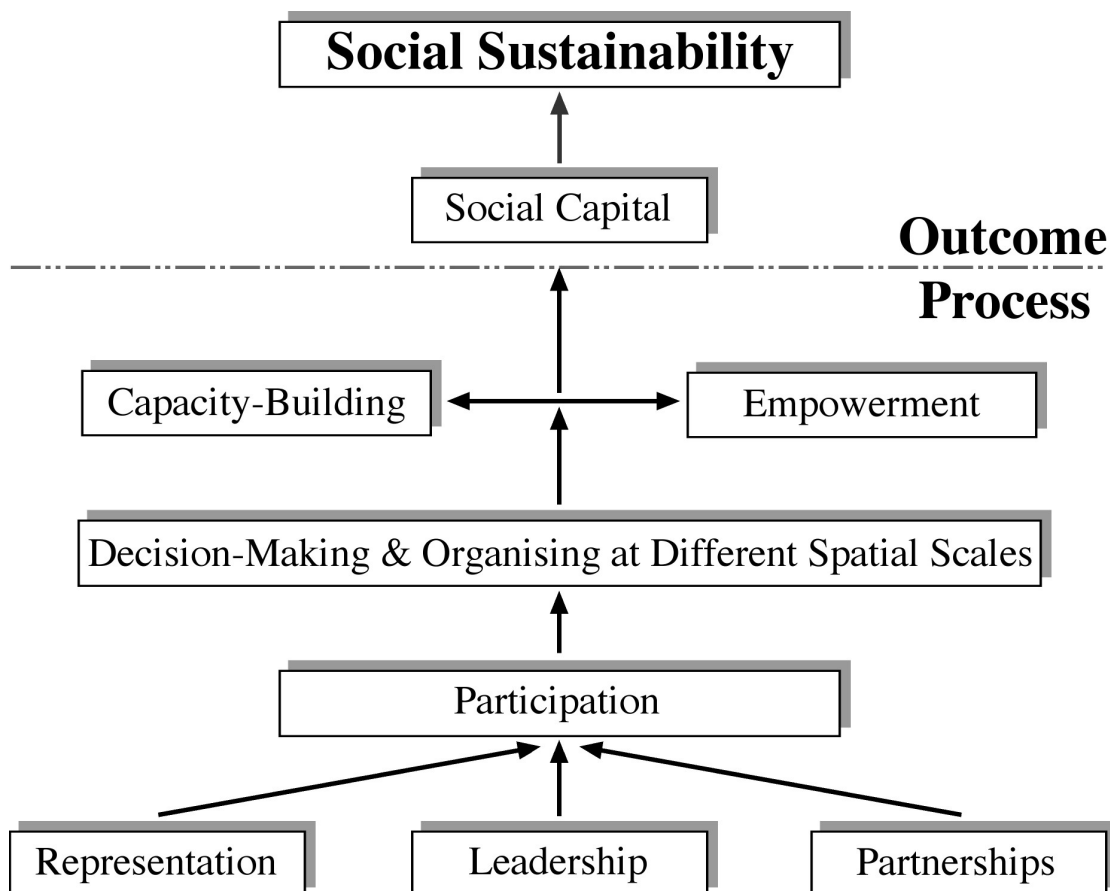 Social Sustainability
Social Capital
Outcome
Process
Capacity-Building
Empowerment
Decision-Making & Organising at Different Spatial Scales
Participation
Representation
Leadership
Partnerships